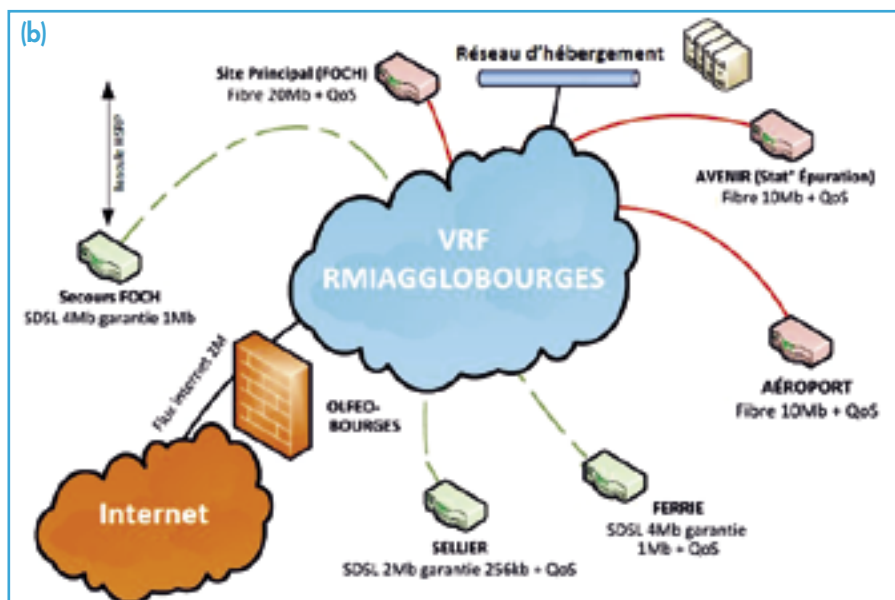 (b)
Réseau d'hébergement
Site Principal (FOCH)
Fibre 20Mb + QoS
Bascule HSRP
AVENIR (Stat° Épuration)
Fibre 10Mb + QoS
VRF
RMIAGGLOBOURGES
Secours FOCH
SDSL 4Mb garantie 1Mb
Flux internet 2M
OLFEO-
BOURGES
AÉROPORT
Fibre 10Mb + QoS
Internet
FERRIE
SDSL 4Mb garantie
1Mb + QoS
SELLIER
SDSL 2Mb garantie 256kb + QoS